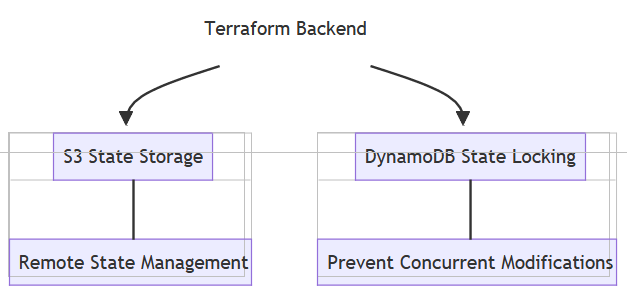 Terraform Backend
S3 State Storage
DynamoDB State Locking
Remote State Management
Prevent Concurrent Modifications